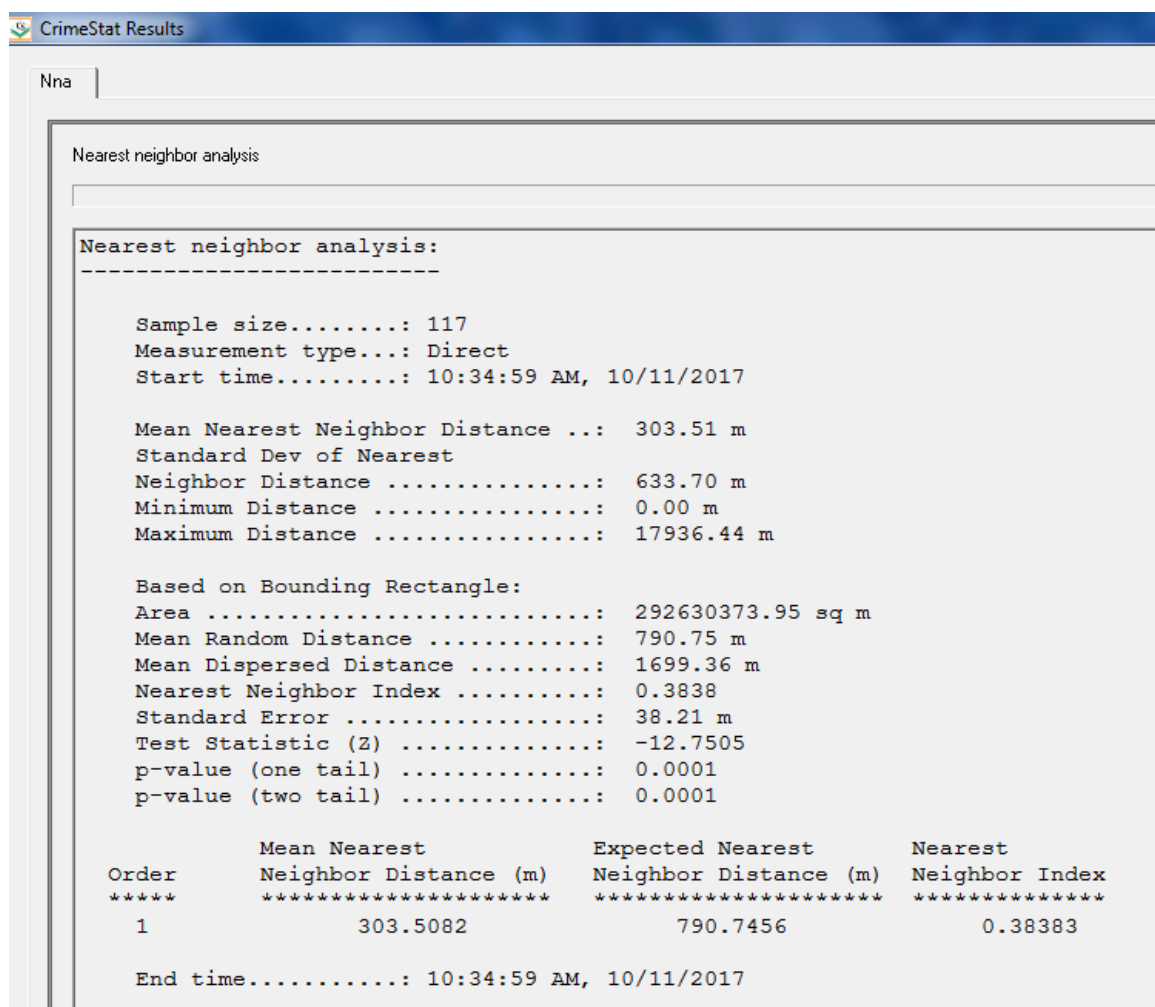 CrimeStat Results
Nna
Nearest neighbor analysis
Nearest neighbor analysis:
--------------------------
Sample size........: 117
Measurement type...: Direct
Start time.........: 10:34:59 AM, 10/11/2017
Mean Nearest Neighbor Distance ..: 303.51 m
Standard Dev of Nearest
Neighbor Distance ...............: 633.70 m
Minimum Distance ................: 0.00 m
Maximum Distance ................: 17936.44 m
Based on Bounding Rectangle:
Area ............................: 292630373.95 sq m
Mean Random Distance ............: 790.75 m
Mean Dispersed Distance .........: 1699.36 m
Nearest Neighbor Index ..........: 0.3838
Standard Error ..................: 38.21 m
Test Statistic (Z) ..............: -12.7505
p-value (one tail) ..............: 0.0001
p-value (two tail) ..............: 0.0001
Mean Nearest Expected Nearest Nearest
Order Neighbor Distance (m) Neighbor Distance (m) Neighbor Index
***** ********************* ********************* **************
1 303.5082 790.7456 0.38383
End time...........: 10:34:59 AM, 10/11/2017